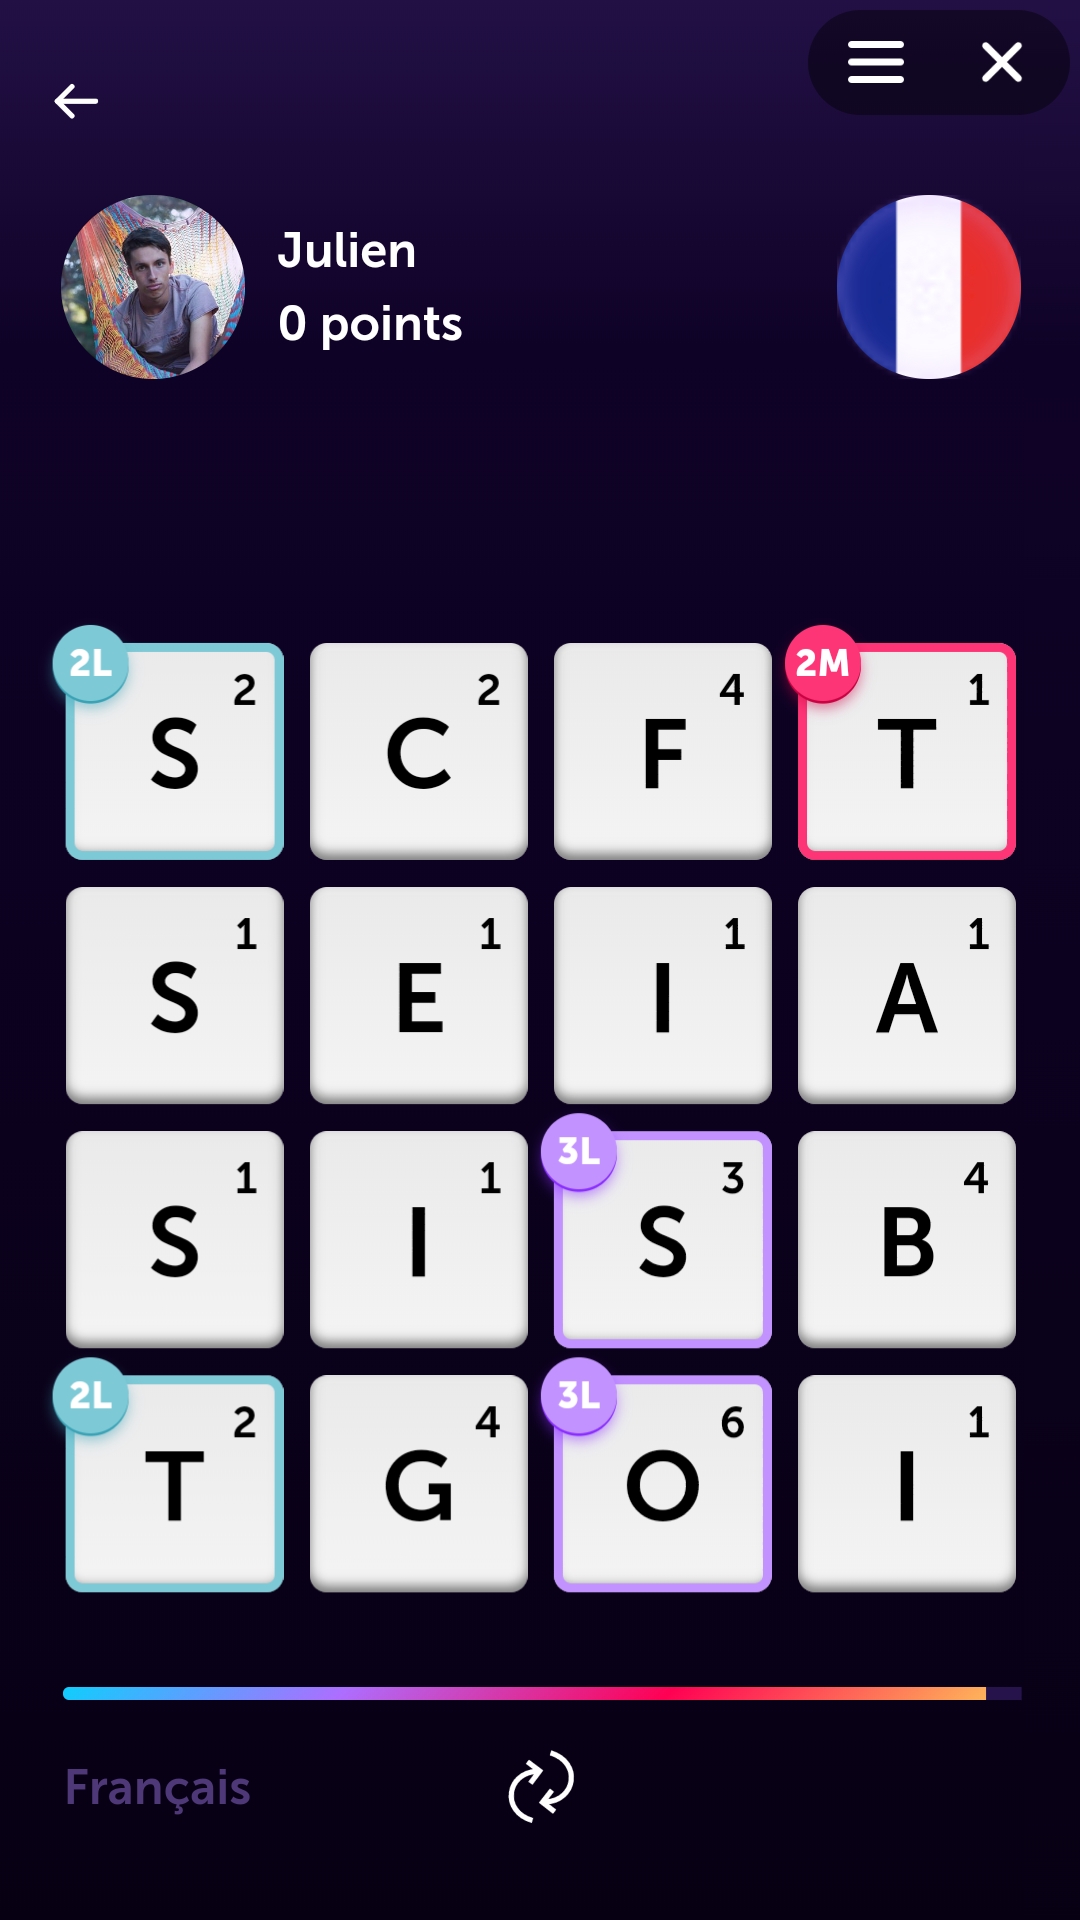 Julien
0 points
2L 2 2 4 2M 1
S C F T
1 1 1 1
S E I A
1 1 3L 3 4
S I S B
2L 2 4 3L 6 1
T G O I
Français